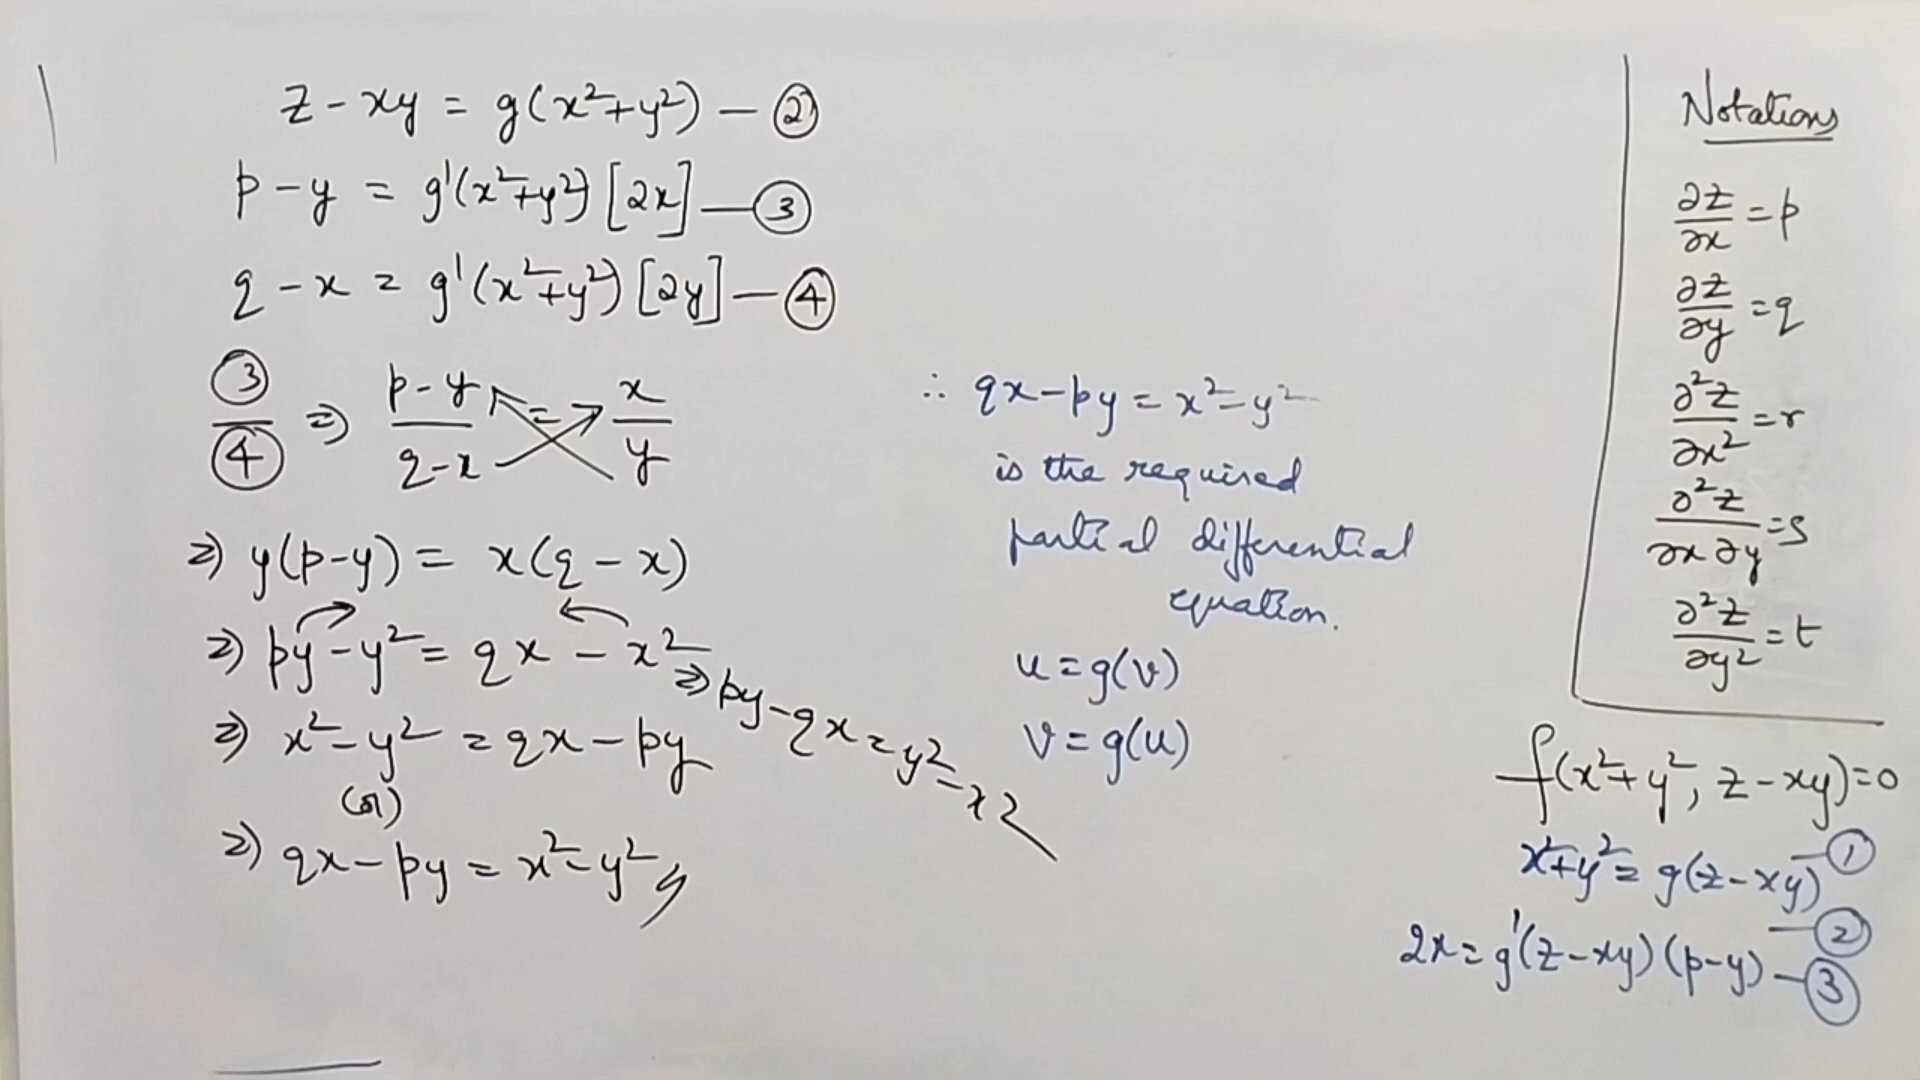 z - xy = g(x²+y²) — ②
p - y = g'(x²+y²) [2x] — ③
q - x = g'(x²+y²) [2y] — ④
③/④ ⇒ (p-y)/(q-x) = x/y
⇒ y(p-y) = x(q-x)
⇒ py - y² = qx - x²
⇒ py - qx = y² - x²
⇒ x² - y² = qx - py
(or)
⇒ qx - py = x² - y²
∴ qx - py = x² - y²
is the required
partial differential
equation.
u = g(v)
v = g(u)
Notations
∂z/∂x = p
∂z/∂y = q
∂²z/∂x² = r
∂²z/∂x∂y = s
∂²z/∂y² = t
f(x²+y², z-xy) = 0
x²+y² = g(z-xy) — ①
— ②
2x = g'(z-xy) (p-y) — ③